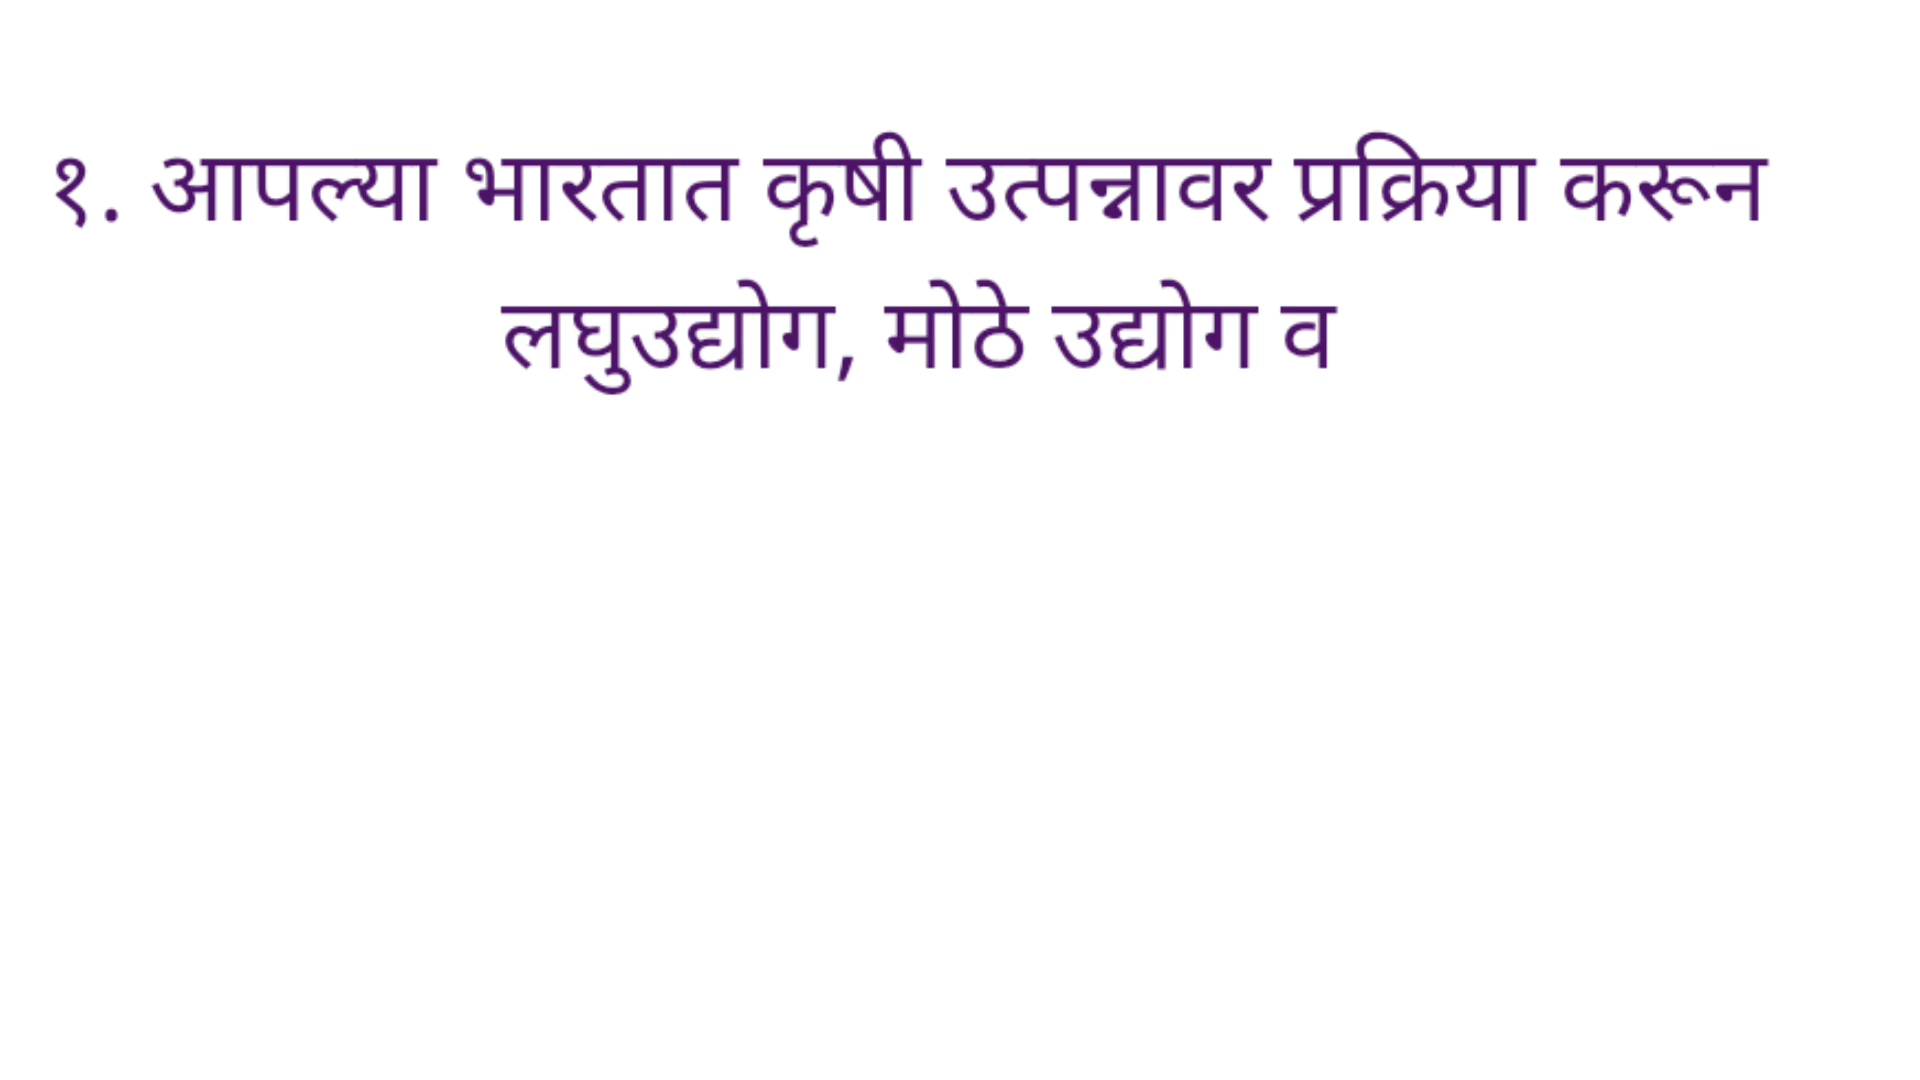 १. आपल्या भारतात कृषी उत्पन्नावर प्रक्रिया करून
लघुउद्योग, मोठे उद्योग व